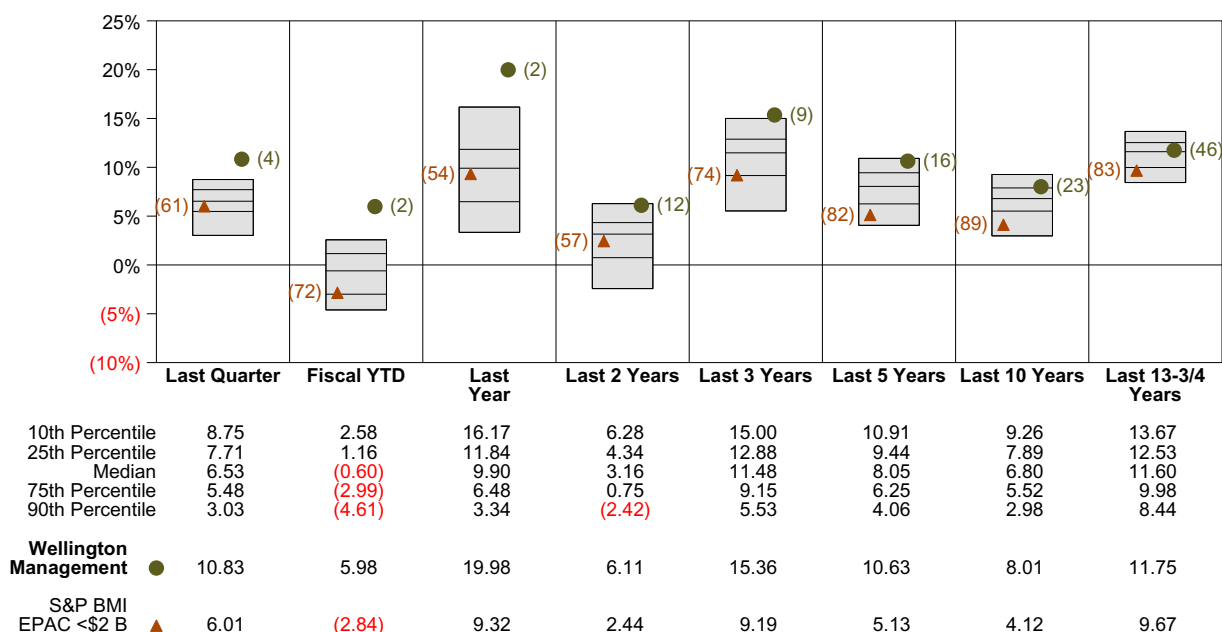 25%
20%
15%
10%
5%
0%
(5%)
(10%)
(4)
(61)
(2)
(72)
(2)
(54)
(12)
(57)
(9)
(74)
(16)
(82)
(23)
(89)
(46)
(83)
Last Quarter Fiscal YTD Last Year Last 2 Years Last 3 Years Last 5 Years Last 10 Years Last 13-3/4 Years
10th Percentile 8.75 2.58 16.17 6.28 15.00 10.91 9.26 13.67
25th Percentile 7.71 1.16 11.84 4.34 12.88 9.44 7.89 12.53
Median 6.53 (0.60) 9.90 3.16 11.48 8.05 6.80 11.60
75th Percentile 5.48 (2.99) 6.48 0.75 9.15 6.25 5.52 9.98
90th Percentile 3.03 (4.61) 3.34 (2.42) 5.53 4.06 2.98 8.44
Wellington
Management 10.83 5.98 19.98 6.11 15.36 10.63 8.01 11.75
S&P BMI
EPAC <$2 B 6.01 (2.84) 9.32 2.44 9.19 5.13 4.12 9.67